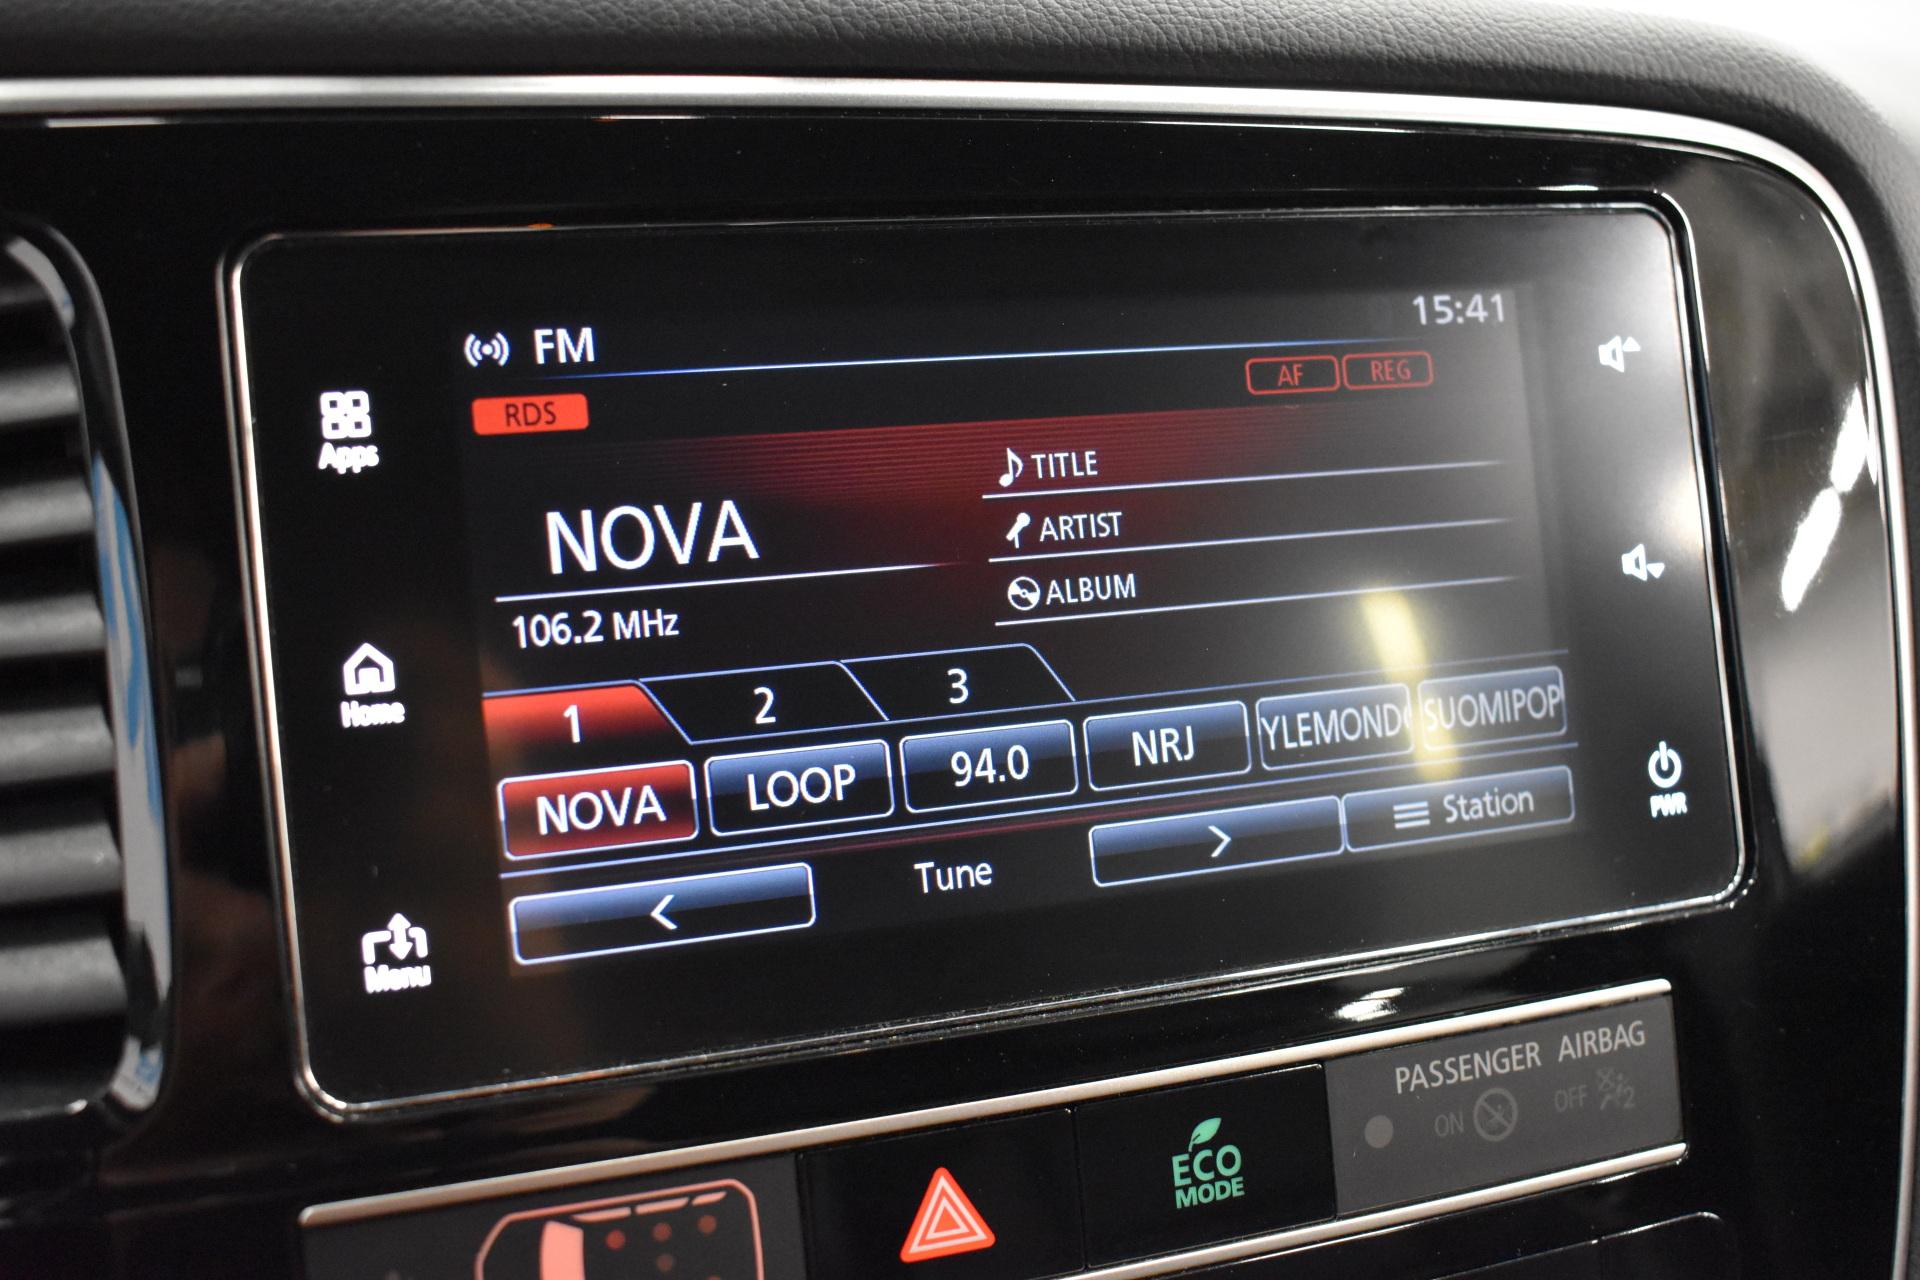 FM
15:41
RDS
AF REG
Apps
TITLE
NOVA
ARTIST
ALBUM
106.2 MHz
Home
1 2 3
NOVA LOOP 94.0 NRJ YLEMOND SUOMIPOP
PWR
< Tune > Station
Menu
PASSENGER AIRBAG
ON OFF 2
ECO
MODE